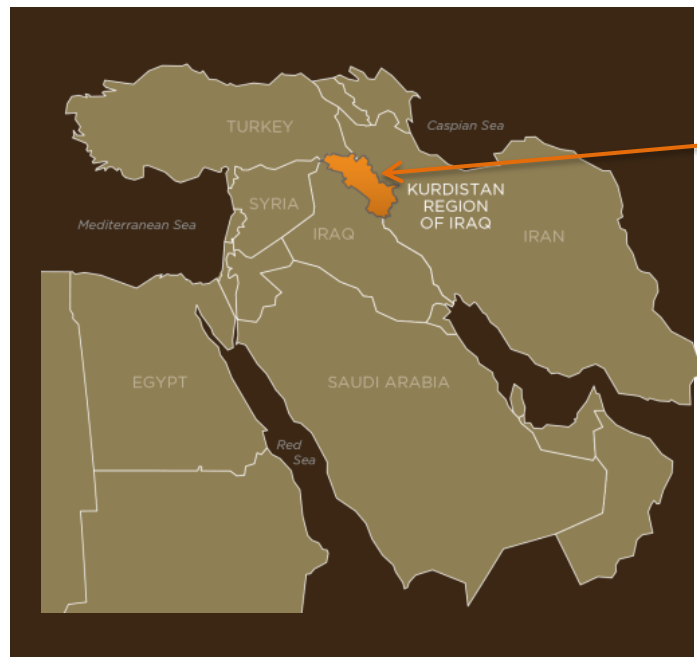 TURKEY
Caspian Sea
KURDISTAN
REGION
OF IRAQ
SYRIA
Mediterranean Sea
IRAQ
IRAN
EGYPT
SAUDI ARABIA
Red
Sea